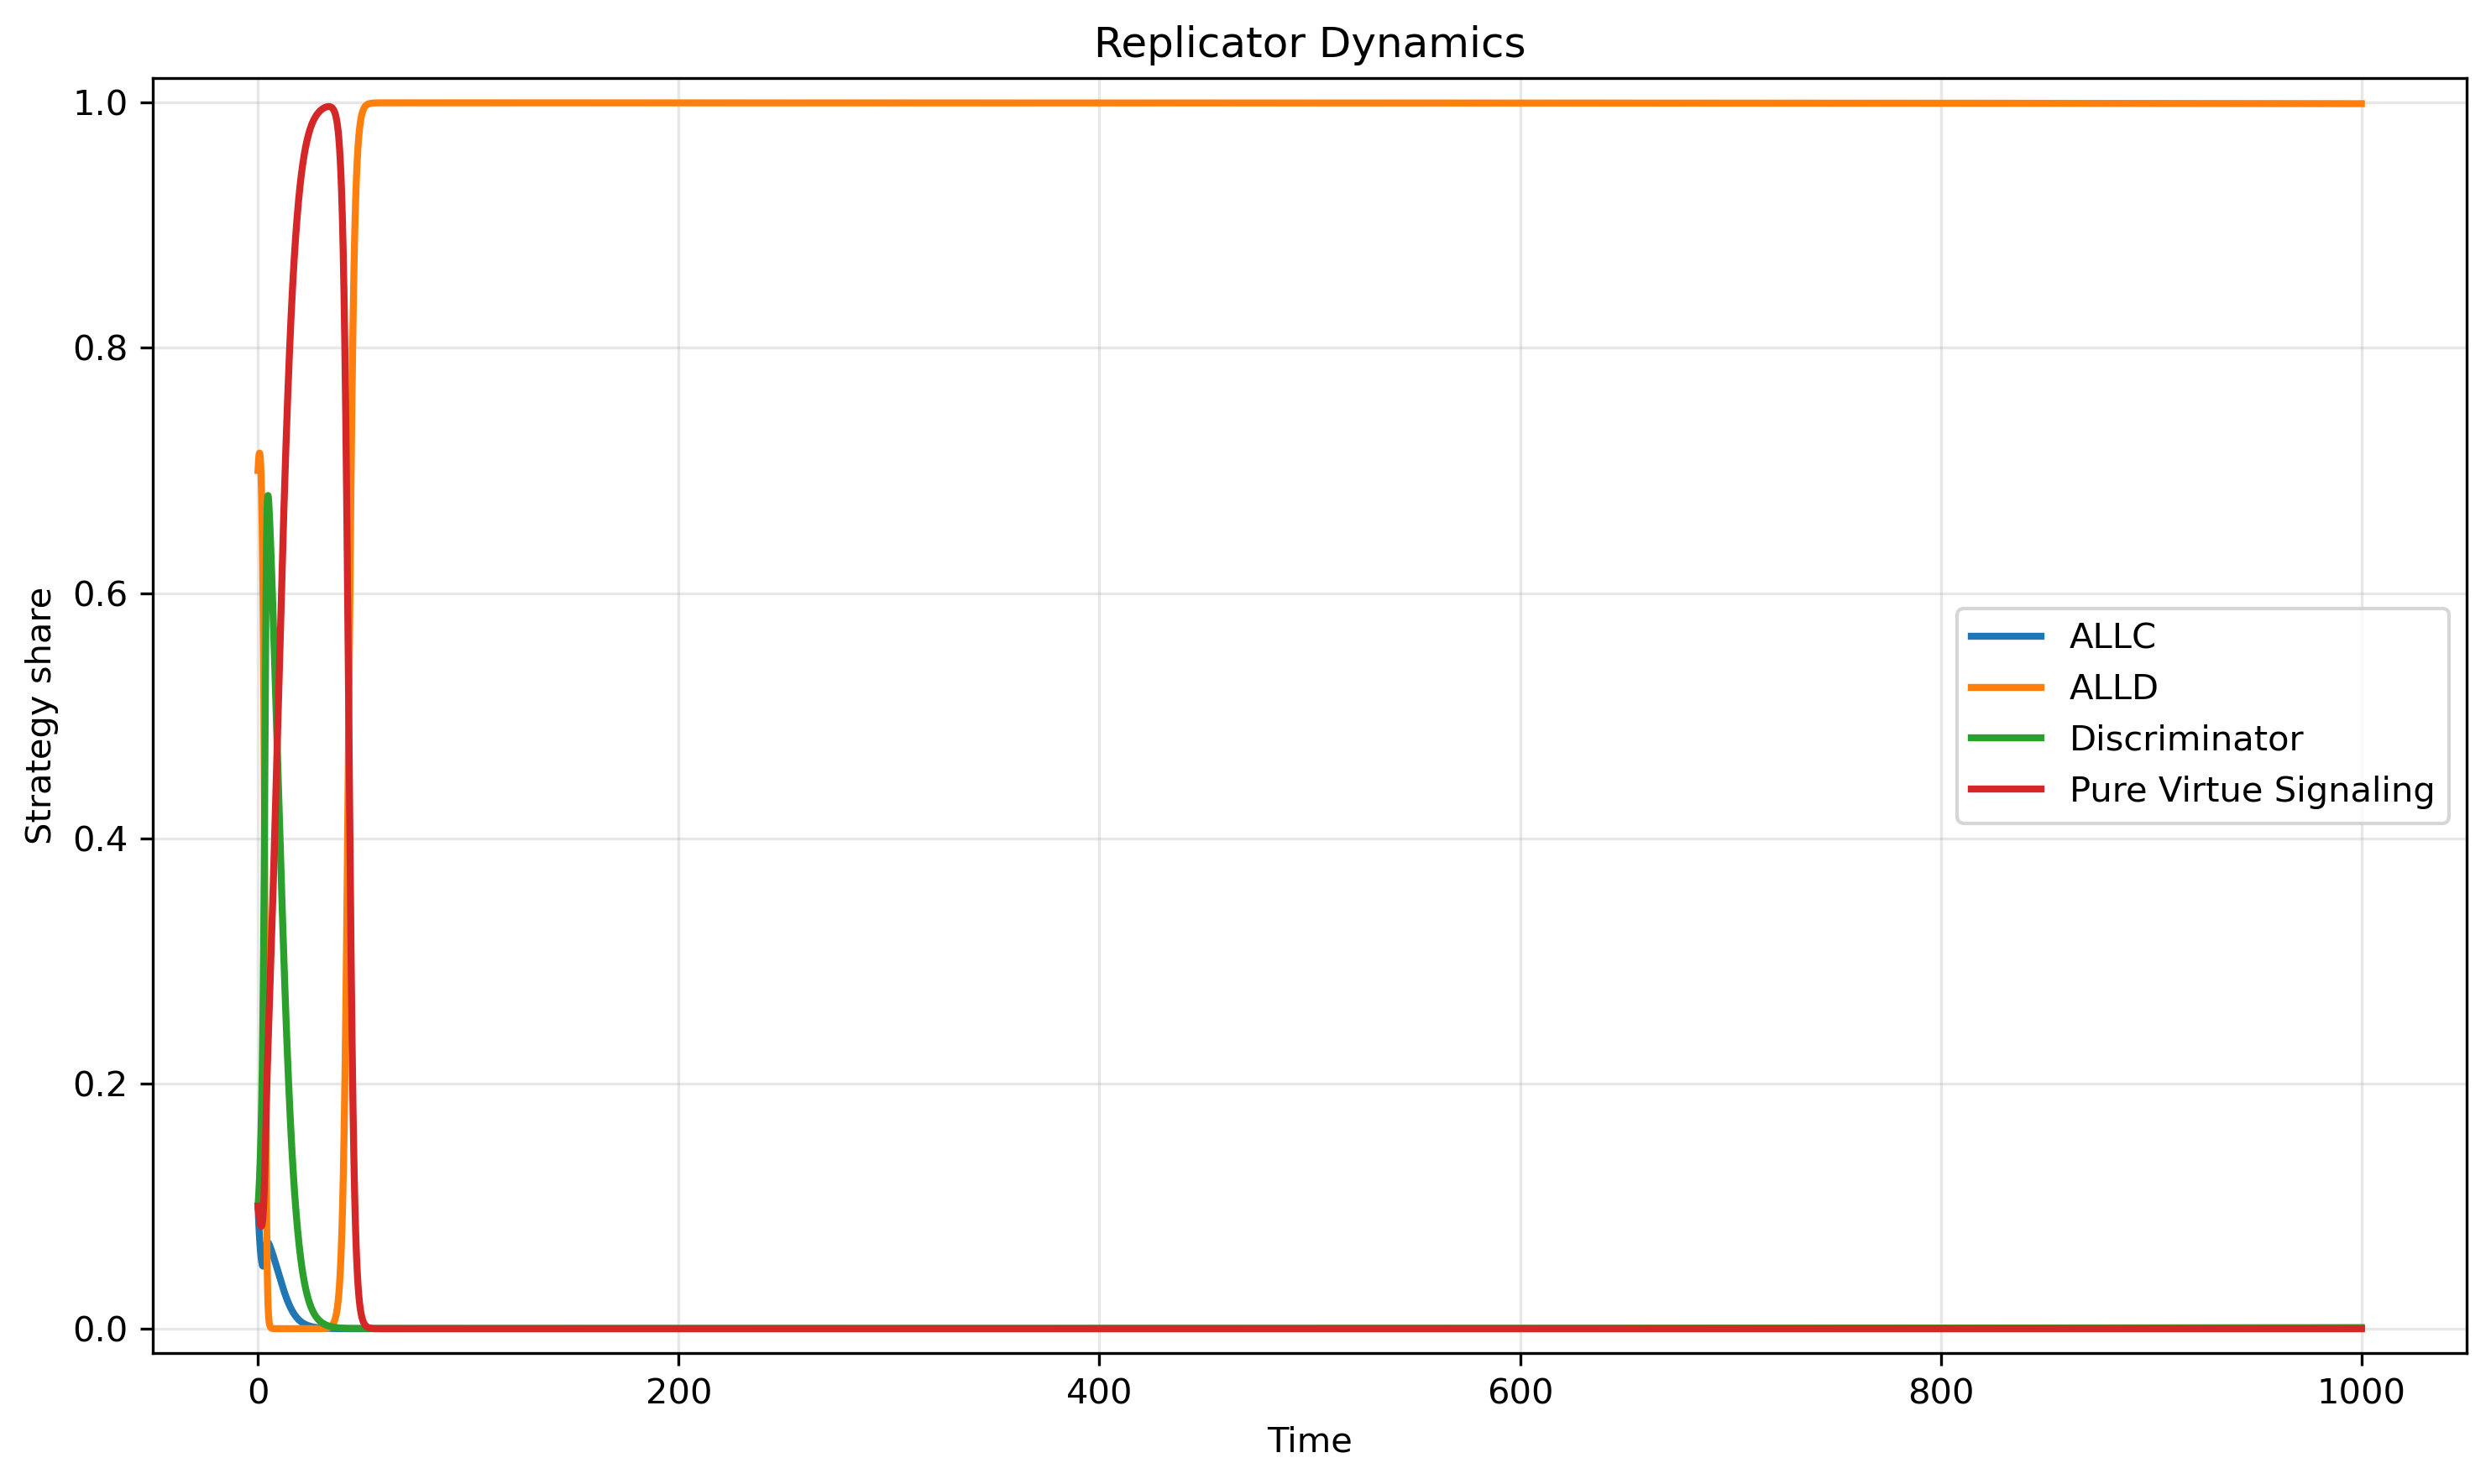 Replicator Dynamics
1.0
0.8
0.6
0.4
0.2
0.0
Strategy share
ALLC
ALLD
Discriminator
Pure Virtue Signaling
0 200 400 600 800 1000
Time